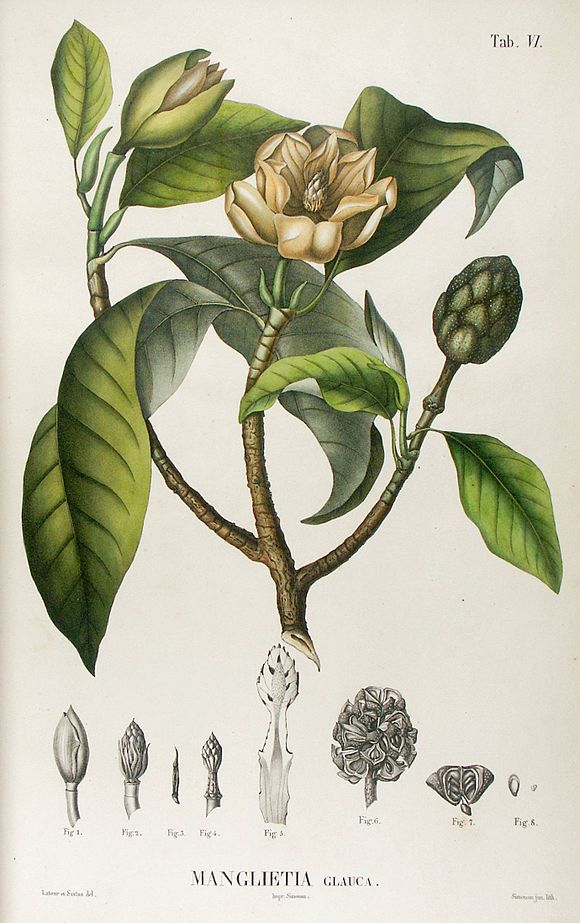 Tab. VI.
Fig. 1. Fig. 2. Fig. 3. Fig. 4. Fig. 5. Fig. 6. Fig. 7. Fig. 8.
MANGLIETIA GLAUCA.
Latour et Sixtus del. Impr. Simonau. Simonau jun. lith.